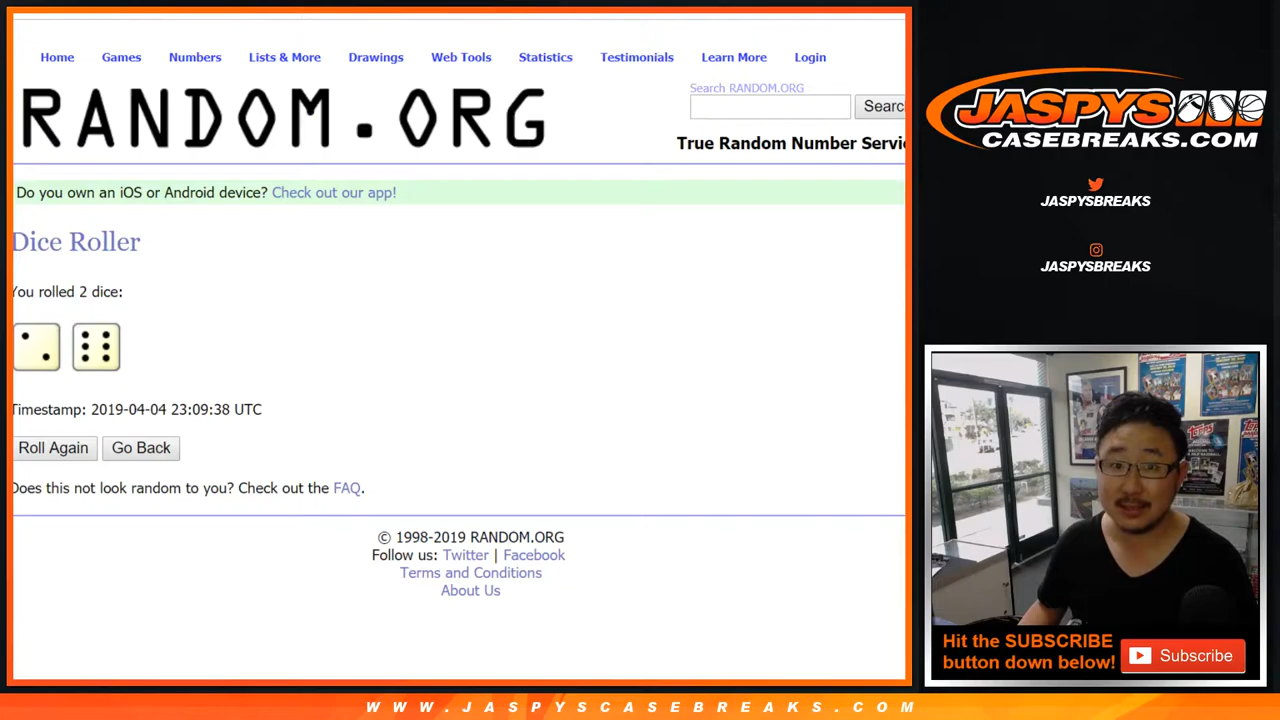 Home Games Numbers Lists & More Drawings Web Tools Statistics Testimonials Learn More Login
RANDOM.ORG
Search RANDOM.ORG
Searc
True Random Number Servi
Do you own an iOS or Android device? Check out our app!
Dice Roller
You rolled 2 dice:
Timestamp: 2019-04-04 23:09:38 UTC
Roll Again Go Back
Does this not look random to you? Check out the FAQ.
© 1998-2019 RANDOM.ORG
Follow us: Twitter | Facebook
Terms and Conditions
About Us
JASPYS
CASEBREAKS.COM
JASPYSBREAKS
JASPYSBREAKS
Hit the SUBSCRIBE
button down below!
Subscribe
WWW.JASPYSCASEBREAKS.COM